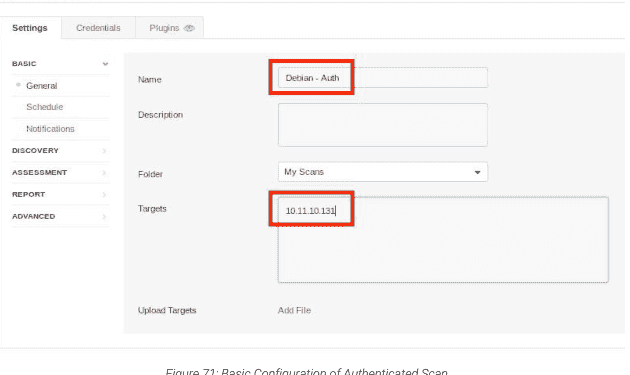 Settings Credentials Plugins
BASIC
General
Schedule
Notifications
DISCOVERY
ASSESSMENT
REPORT
ADVANCED
Name Debian - Auth
Description
Folder My Scans
Targets 10.11.10.131
Upload Targets Add File
Figure 71: Basic Configuration of Authenticated Scan